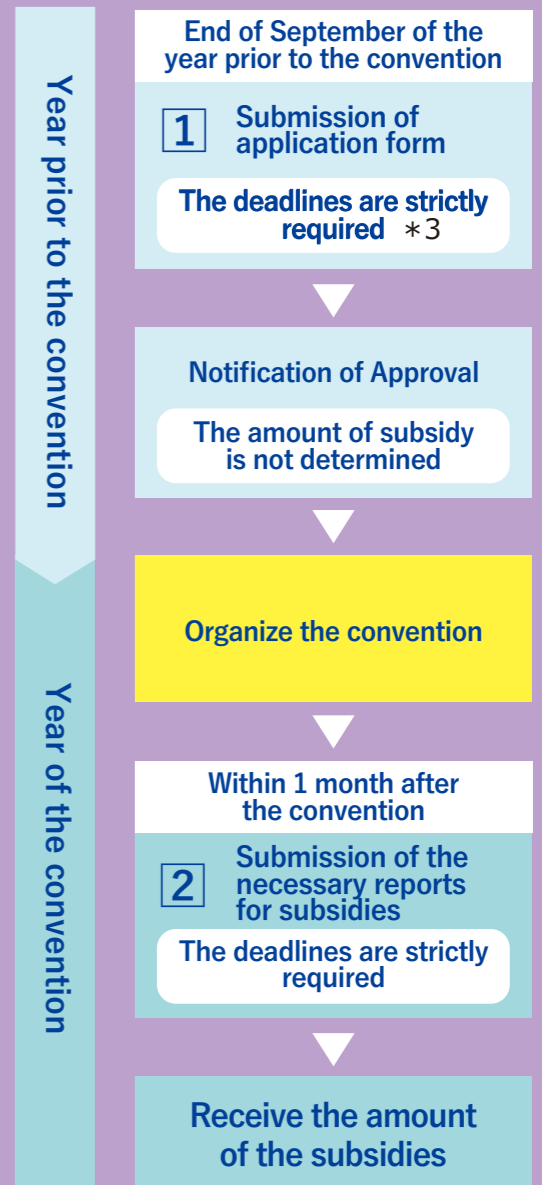 Year prior to the convention
End of September of the
year prior to the convention
1 Submission of
application form
The deadlines are strictly
required *3
Notification of Approval
The amount of subsidy
is not determined
Year of the convention
Organize the convention
Within 1 month after
the convention
2 Submission of the
necessary reports
for subsidies
The deadlines are strictly
required
Receive the amount
of the subsidies